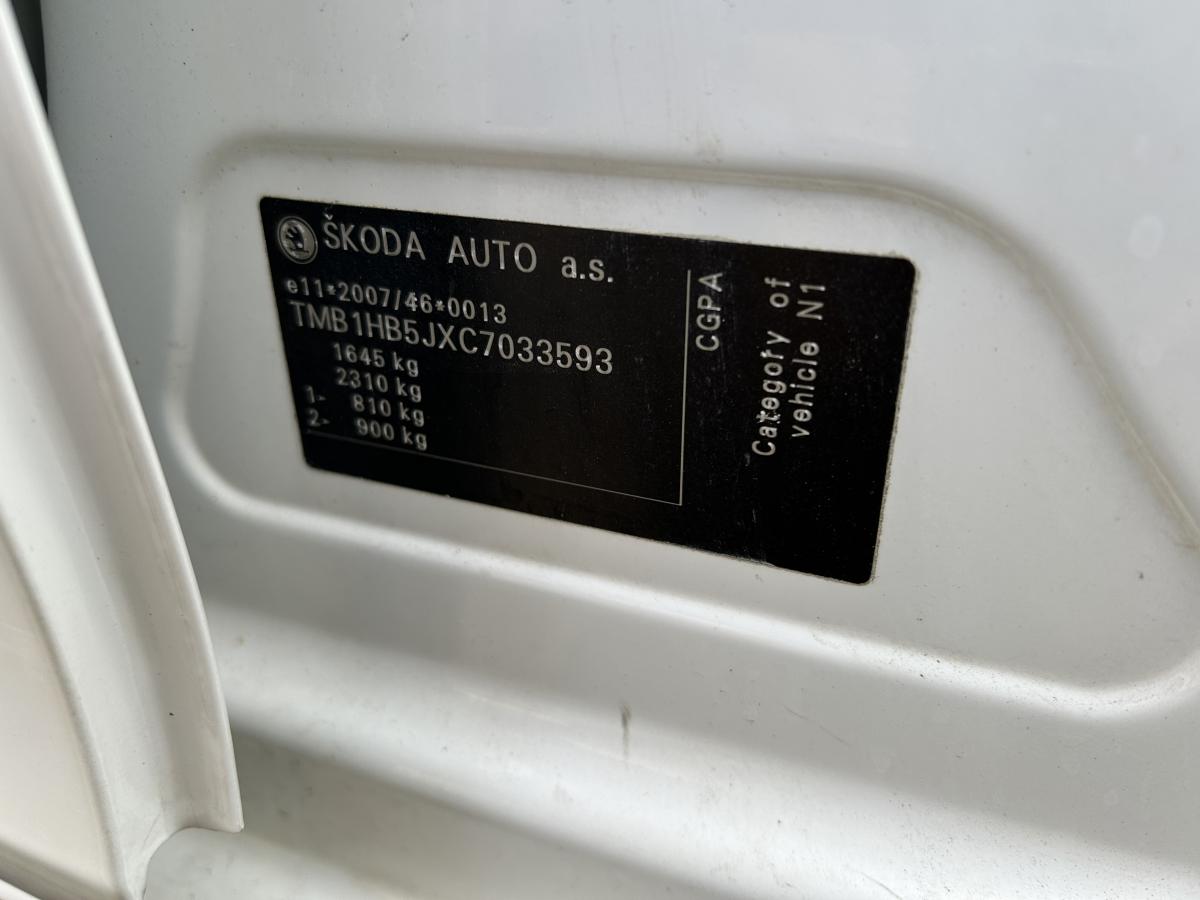 ŠKODA AUTO a.s.
e11*2007/46*0013
TMB1HB5JXC7033593
1645 kg
2310 kg
1- 810 kg
2- 900 kg
CGPA
Category of
vehicle N1